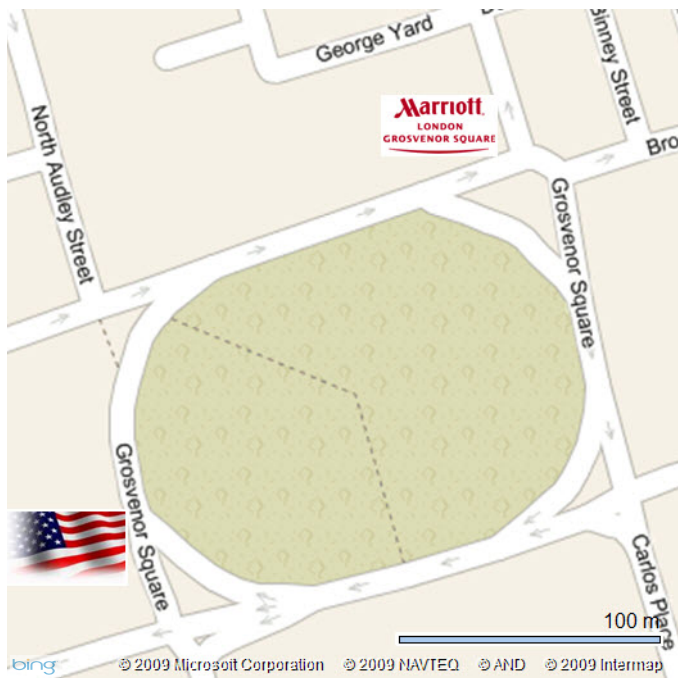 George Yard
Binney Street
North Audley Street
Marriott
LONDON
GROSVENOR SQUARE
Bro
Grosvenor Square
Grosvenor Square
Carlos Place
100 m
bing © 2009 Microsoft Corporation © 2009 NAVTEQ © AND © 2009 Intermap